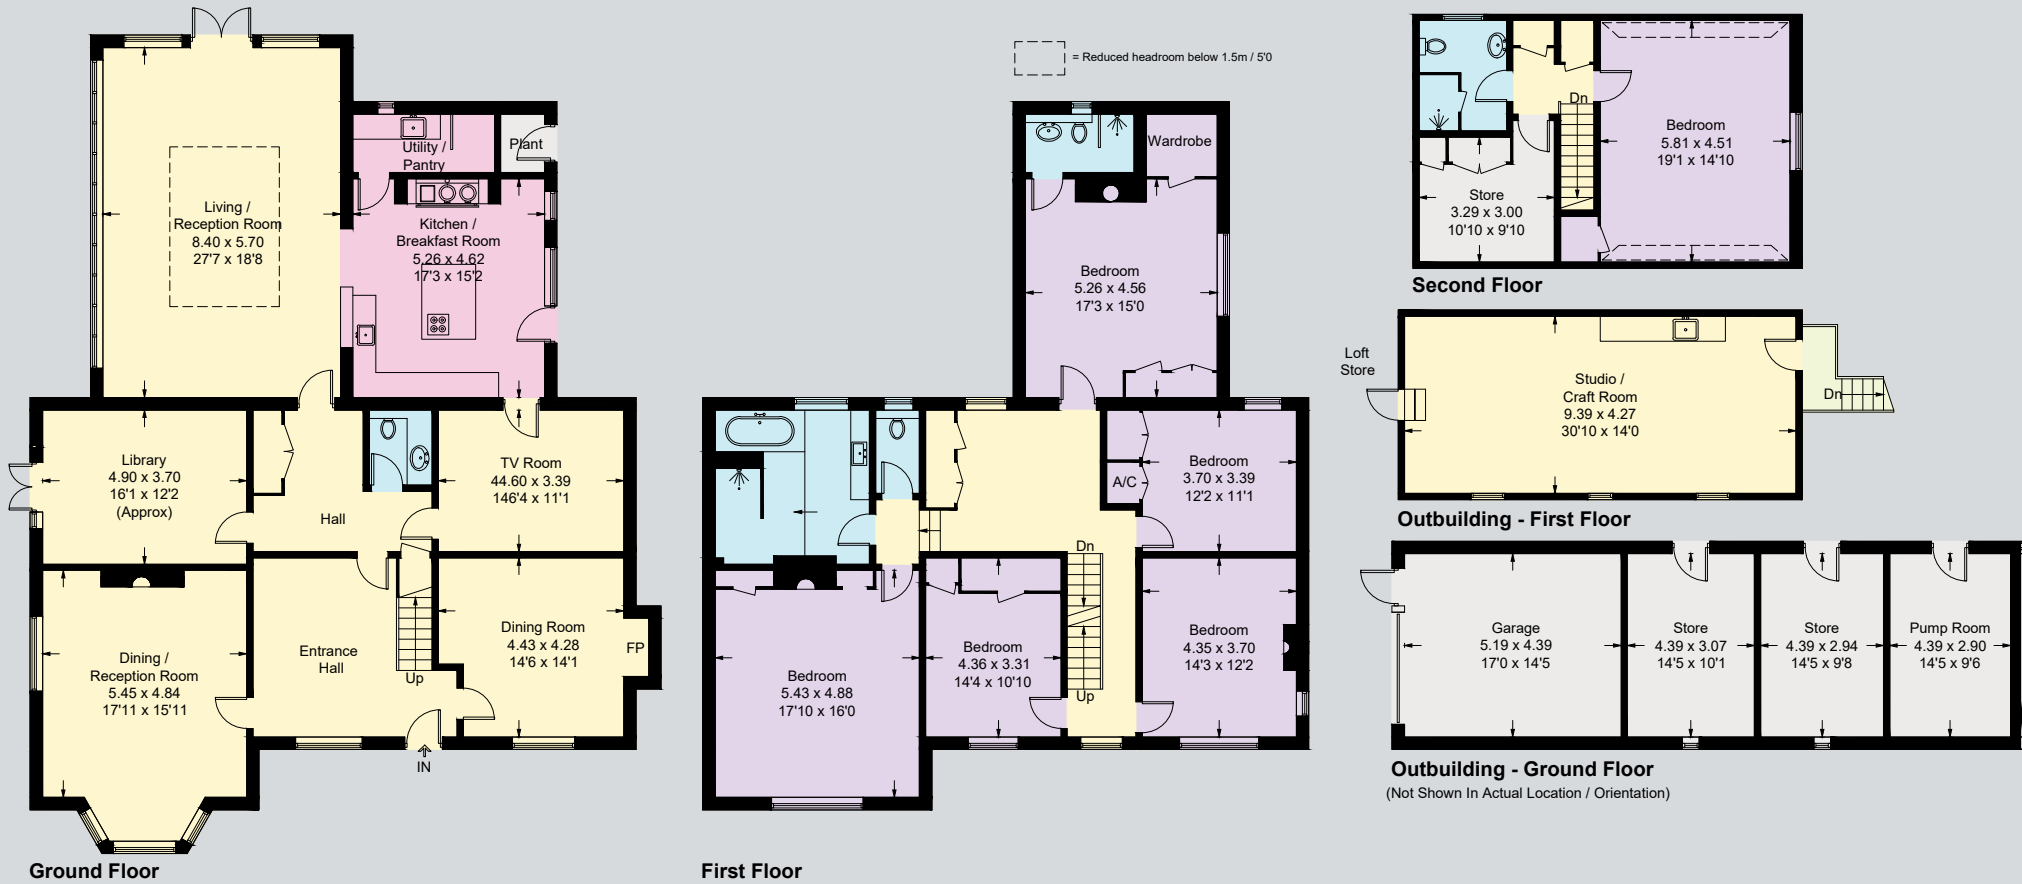 Living /
Reception Room
8.40 x 5.70
27'7 x 18'8
Utility /
Pantry
Plant
Kitchen /
Breakfast Room
5.26 x 4.62
17'3 x 15'2
Library
4.90 x 3.70
16'1 x 12'2
(Approx)
Hall
TV Room
44.60 x 3.39
146'4 x 11'1
Dining /
Reception Room
5.45 x 4.84
17'11 x 15'11
Entrance
Hall
Up
Dining Room
4.43 x 4.28
14'6 x 14'1
FP
IN
Ground Floor
= Reduced headroom below 1.5m / 5'0
Wardrobe
Bedroom
5.26 x 4.56
17'3 x 15'0
Bedroom
3.70 x 3.39
12'2 x 11'1
A/C
Dn
Up
Bedroom
5.43 x 4.88
17'10 x 16'0
Bedroom
4.36 x 3.31
14'4 x 10'10
Bedroom
4.35 x 3.70
14'3 x 12'2
First Floor
Dn
Bedroom
5.81 x 4.51
19'1 x 14'10
Store
3.29 x 3.00
10'10 x 9'10
Second Floor
Loft
Store
Studio /
Craft Room
9.39 x 4.27
30'10 x 14'0
Dn
Outbuilding - First Floor
Garage
5.19 x 4.39
17'0 x 14'5
Store
4.39 x 3.07
14'5 x 10'1
Store
4.39 x 2.94
14'5 x 9'8
Pump Room
4.39 x 2.90
14'5 x 9'6
Outbuilding - Ground Floor
(Not Shown In Actual Location / Orientation)